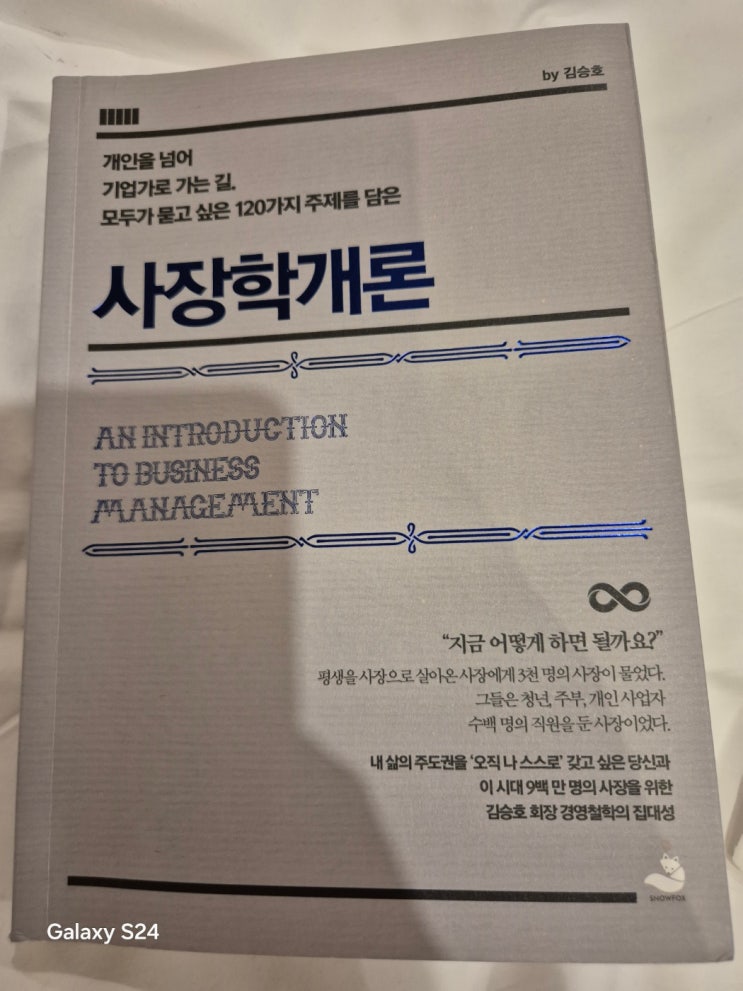 by 김승호
개인을 넘어
기업가로 가는 길.
모두가 묻고 싶은 120가지 주제를 담은
사장학개론
AN INTRODUCTION
TO BUSINESS
MANAGEMENT
“지금 어떻게 하면 될까요?”
평생을 사장으로 살아온 사장에게 3천 명의 사장이 물었다.
그들은 청년, 주부, 개인 사업자
수백 명의 직원을 둔 사장이었다.
내 삶의 주도권을 ‘오직 나 스스로’ 갖고 싶은 당신과
이 시대 9백 만 명의 사장을 위한
김승호 회장 경영철학의 집대성
SNOWFOX
Galaxy S24